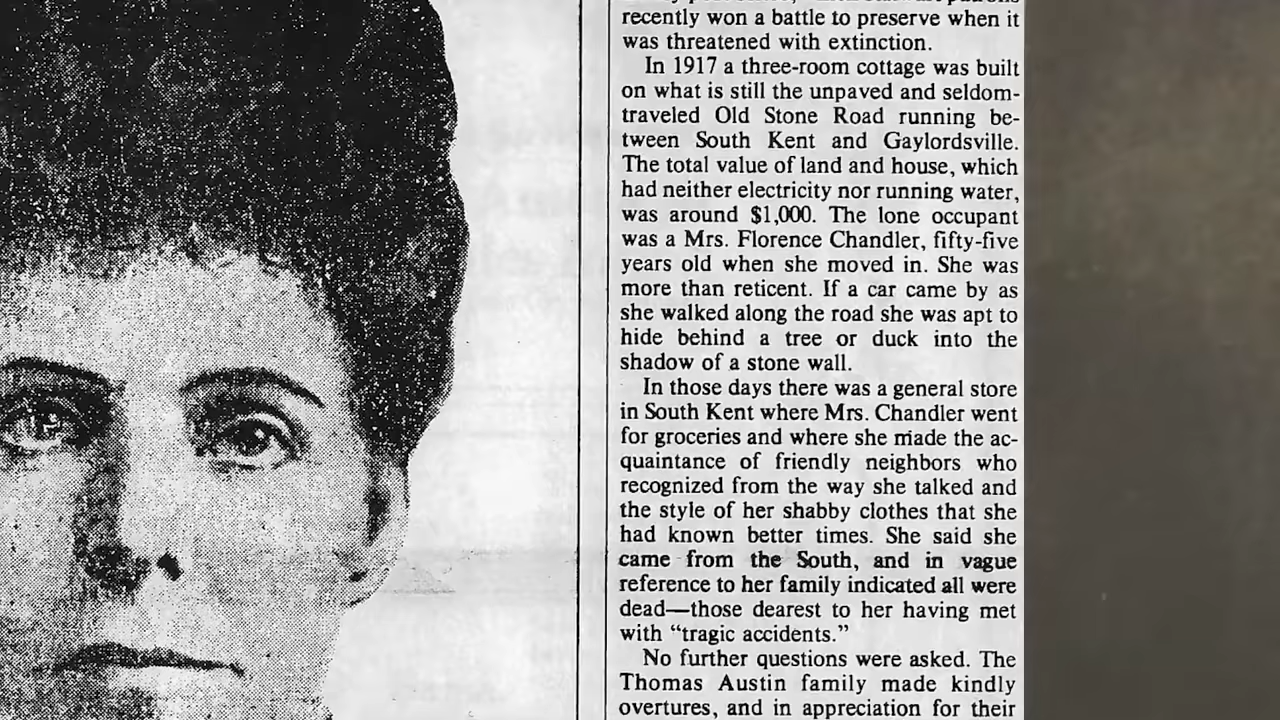 recently won a battle to preserve when it
was threatened with extinction.
In 1917 a three-room cottage was built
on what is still the unpaved and seldom-
traveled Old Stone Road running be-
tween South Kent and Gaylordsville.
The total value of land and house, which
had neither electricity nor running water,
was around $1,000. The lone occupant
was a Mrs. Florence Chandler, fifty-five
years old when she moved in. She was
more than reticent. If a car came by as
she walked along the road she was apt to
hide behind a tree or duck into the
shadow of a stone wall.
In those days there was a general store
in South Kent where Mrs. Chandler went
for groceries and where she made the ac-
quaintance of friendly neighbors who
recognized from the way she talked and
the style of her shabby clothes that she
had known better times. She said she
came from the South, and in vague
reference to her family indicated all were
dead—those dearest to her having met
with “tragic accidents.”
No further questions were asked. The
Thomas Austin family made kindly
overtures, and in appreciation for their